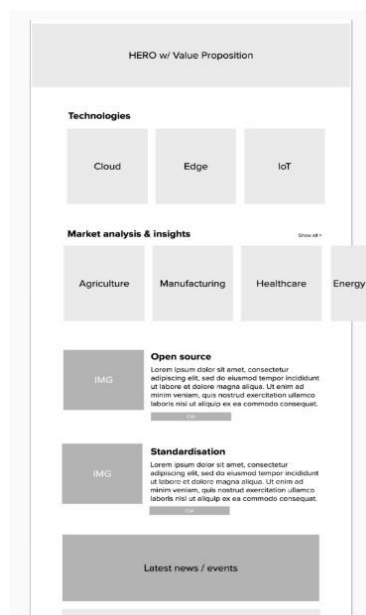 HERO w/ Value Proposition
Technologies
Cloud
Edge
IoT
Market analysis & insights
Show all >
Agriculture
Manufacturing
Healthcare
Energy
IMG
Open source
Lorem ipsum dolor sit amet, consectetur
adipiscing elit, sed do eiusmod tempor incididunt
ut labore et dolore magna aliqua. Ut enim ad
minim veniam, quis nostrud exercitation ullamco
laboris nisi ut aliquip ex ea commodo consequat.
IMG
Standardisation
Lorem ipsum dolor sit amet, consectetur
adipiscing elit, sed do eiusmod tempor incididunt
ut labore et dolore magna aliqua. Ut enim ad
minim veniam, quis nostrud exercitation ullamco
laboris nisi ut aliquip ex ea commodo consequat.
Latest news / events